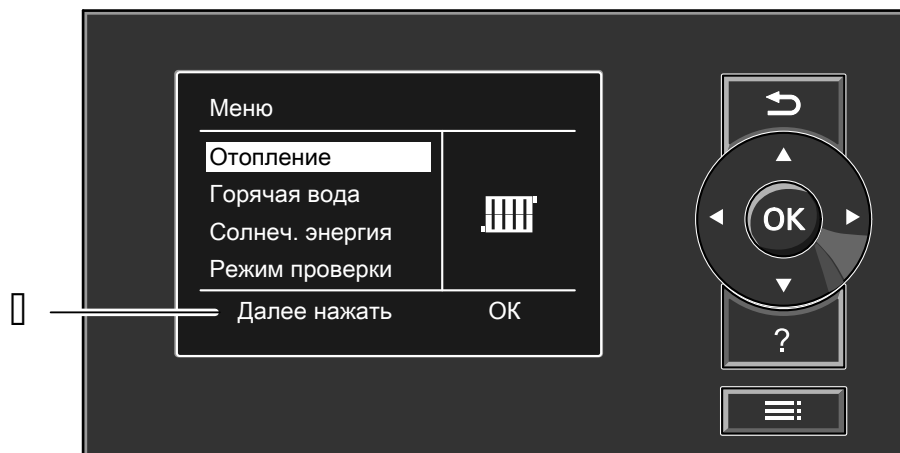 Меню
Отопление
Горячая вода
Солнеч. энергия
Режим проверки
Далее нажать OK
OK
?